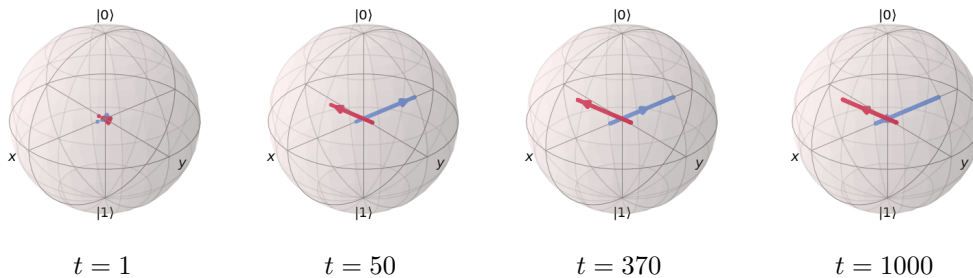 |0⟩ |0⟩ |0⟩ |0⟩
x y x y x y x y
|1⟩ |1⟩ |1⟩ |1⟩
t = 1 t = 50 t = 370 t = 1000